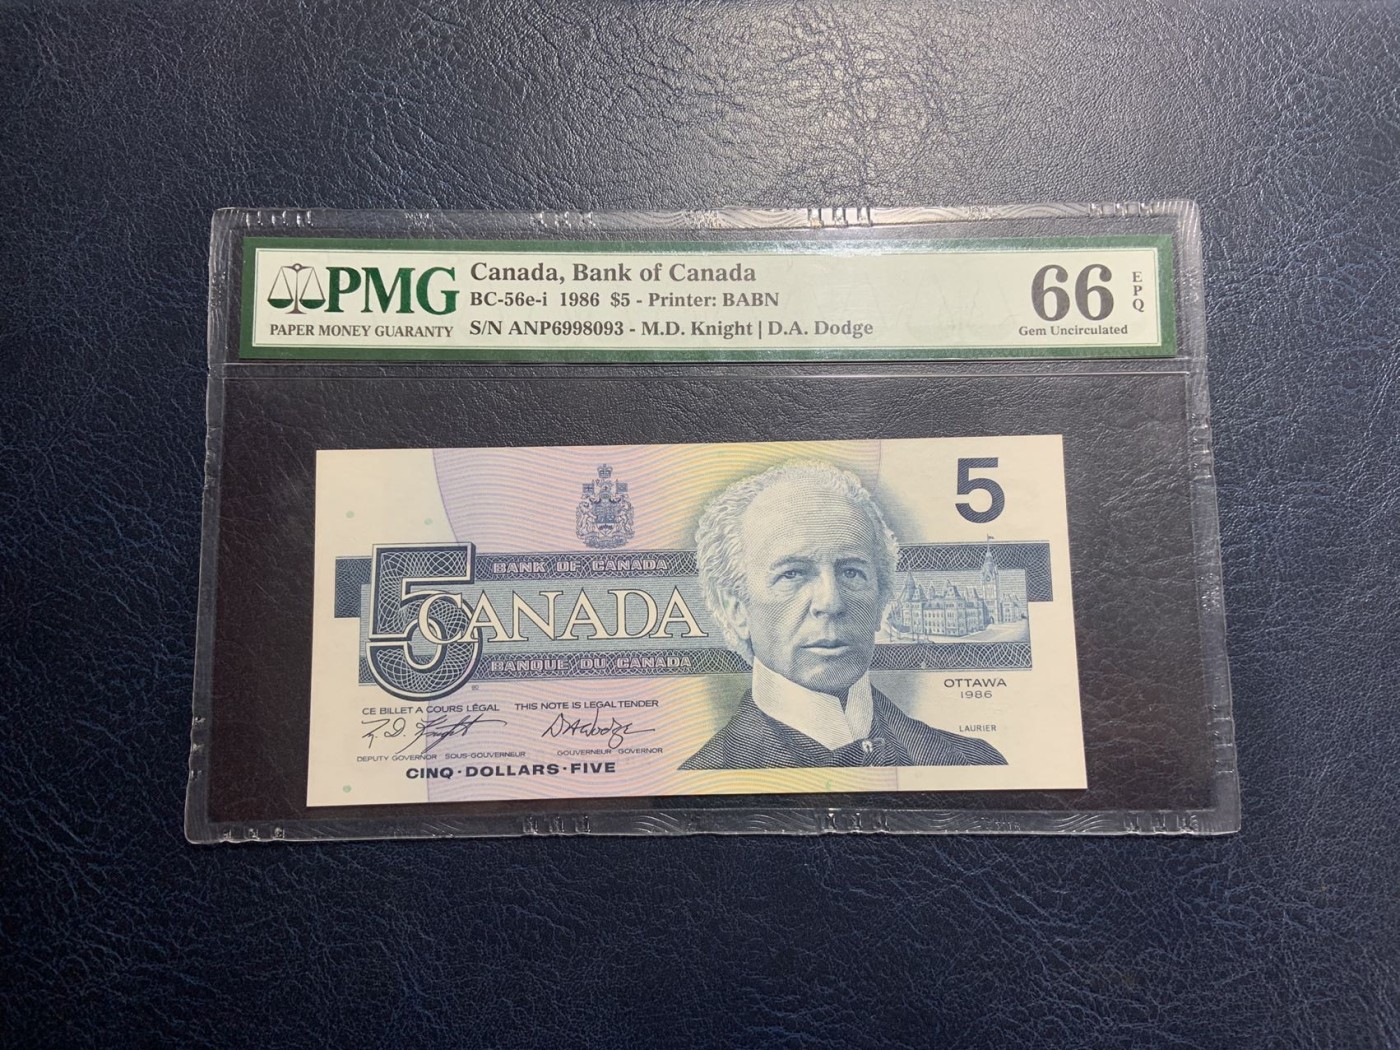 PMG
PAPER MONEY GUARANTY
Canada, Bank of Canada
BC-56e-i 1986 $5 - Printer: BABN
S/N ANP6998093 - M.D. Knight | D.A. Dodge
66
EPQ
Gem Uncirculated
5
BANK OF CANADA
5
CANADA
BANQUE DU CANADA
OTTAWA
1986
LAURIER
CE BILLET A COURS LÉGAL THIS NOTE IS LEGAL TENDER
DEPUTY GOVERNOR SOUS-GOUVERNEUR GOUVERNEUR GOVERNOR
CINQ·DOLLARS·FIVE